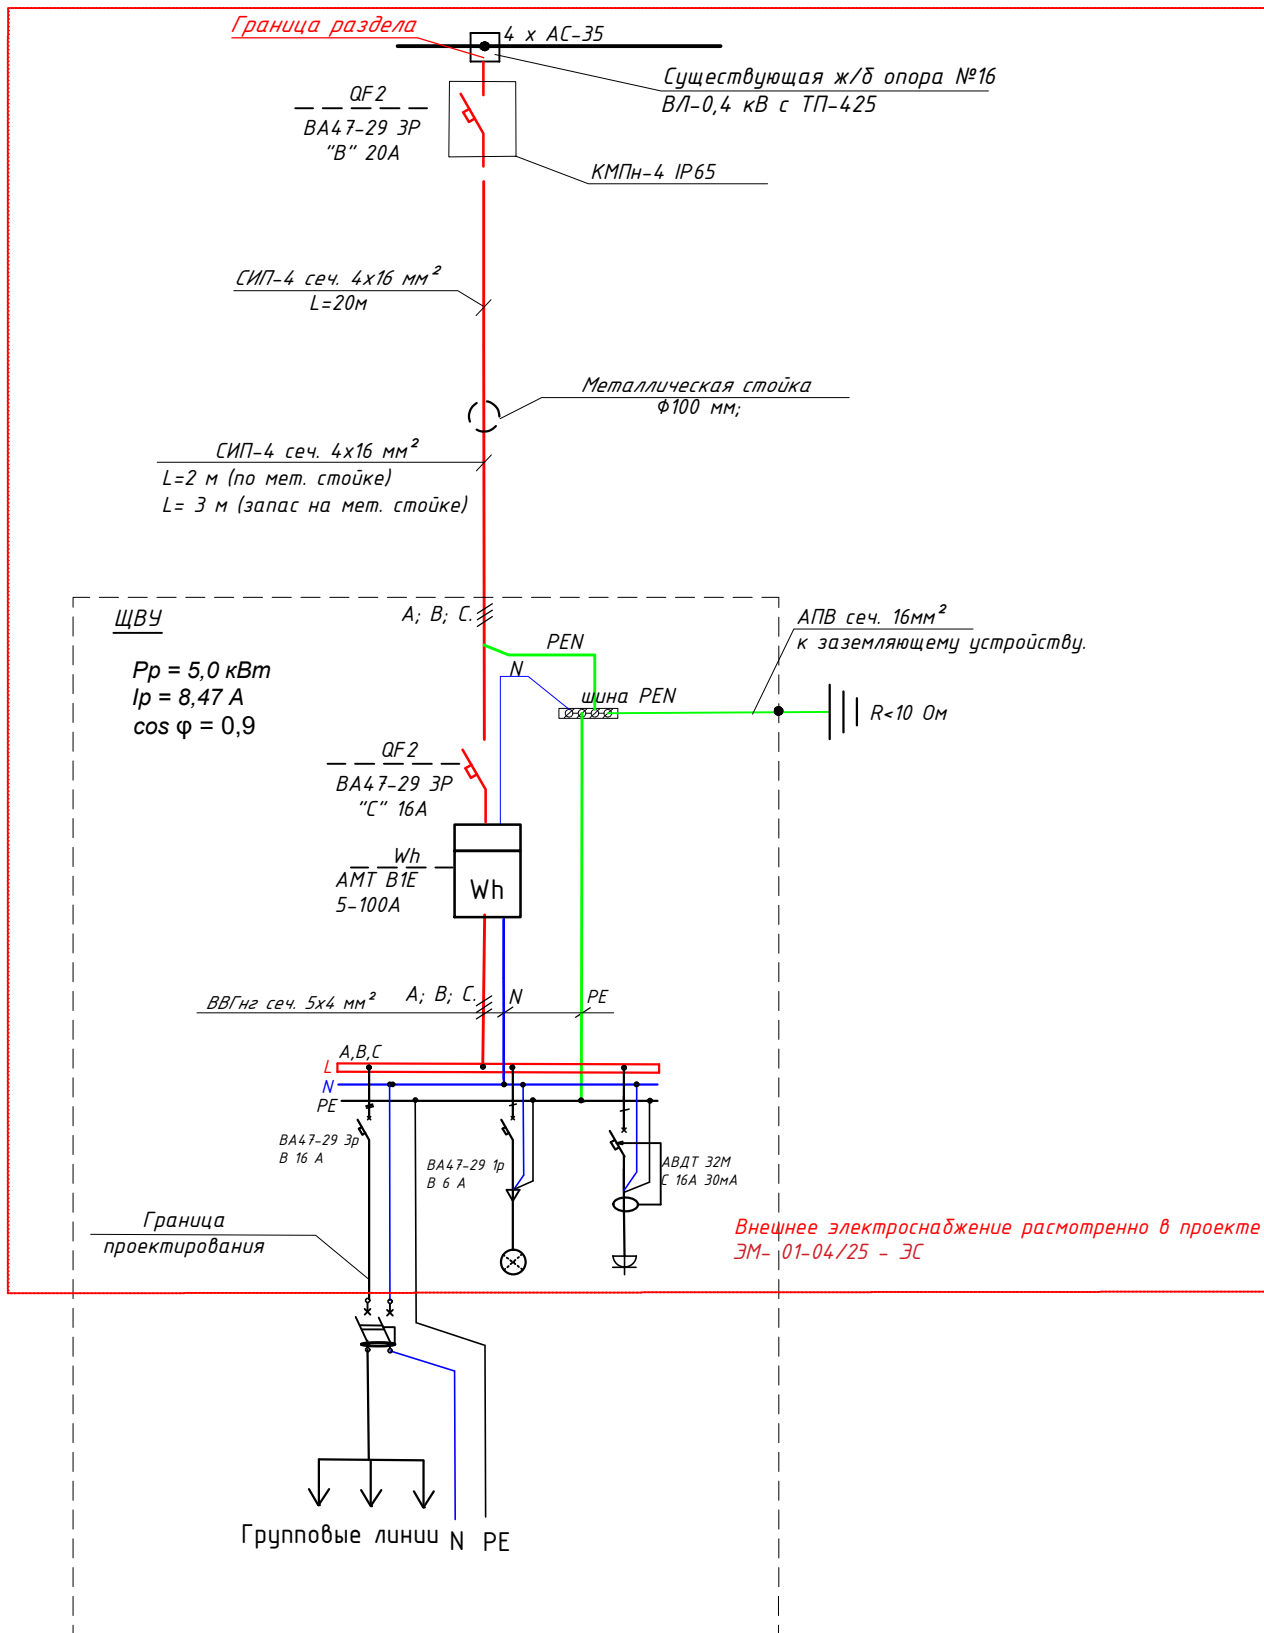 Граница раздела
4 х АС-35
Существующая ж/б опора №16
ВЛ-0,4 кВ с ТП-425
QF2
ВА47-29 3Р
"В" 20А
КМПн-4 IP65
СИП-4 сеч. 4х16 мм²
L=20м
Металлическая стойка
Ф100 мм;
СИП-4 сеч. 4х16 мм²
L=2 м (по мет. стойке)
L= 3 м (запас на мет. стойке)
ЩВУ
А; В; С.
PEN
АПВ сеч. 16мм²
к заземляющему устройству.
Рр = 5,0 кВт
Iр = 8,47 А
cos φ = 0,9
N
шина PEN
R<10 Ом
QF2
ВА47-29 3Р
"С" 16А
Wh
АМТ В1Е
5-100А
Wh
ВВГнг сеч. 5х4 мм²
А; В; С.
N
PE
А,В,С
L
N
PE
ВА47-29 3р
В 16 А
ВА47-29 1р
В 6 А
АВДТ 32М
С 16А 30мА
Граница
проектирования
Внешнее электроснабжение расмотренно в проекте
ЭМ- 01-04/25 - ЭС
Групповые линии
N
PE